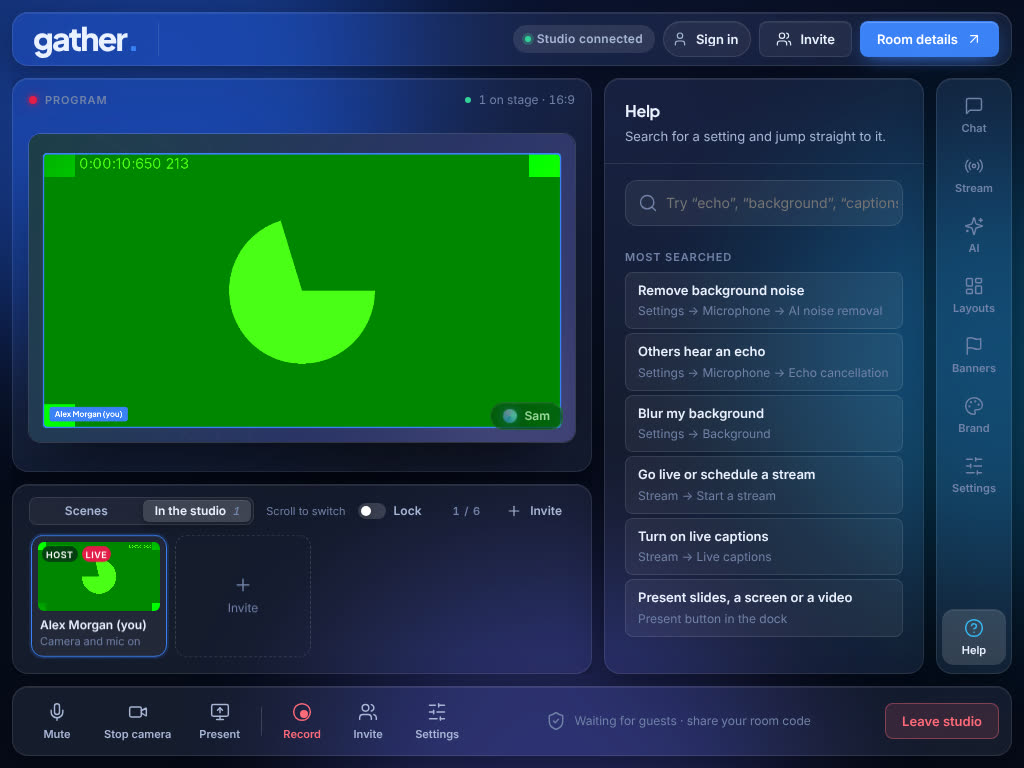 gather.
Studio connected
Sign in
Invite
Room details
PROGRAM
1 on stage · 16:9
0:00:10:650 213
Alex Morgan (you)
Sam
Scenes
In the studio 1
Scroll to switch
Lock
1 / 6
Invite
HOST
LIVE
Alex Morgan (you)
Camera and mic on
Invite
Help
Search for a setting and jump straight to it.
Try “echo”, “background”, “captions
MOST SEARCHED
Remove background noise
Settings → Microphone → AI noise removal
Others hear an echo
Settings → Microphone → Echo cancellation
Blur my background
Settings → Background
Go live or schedule a stream
Stream → Start a stream
Turn on live captions
Stream → Live captions
Present slides, a screen or a video
Present button in the dock
Chat
Stream
AI
Layouts
Banners
Brand
Settings
Help
Mute
Stop camera
Present
Record
Invite
Settings
Waiting for guests · share your room code
Leave studio